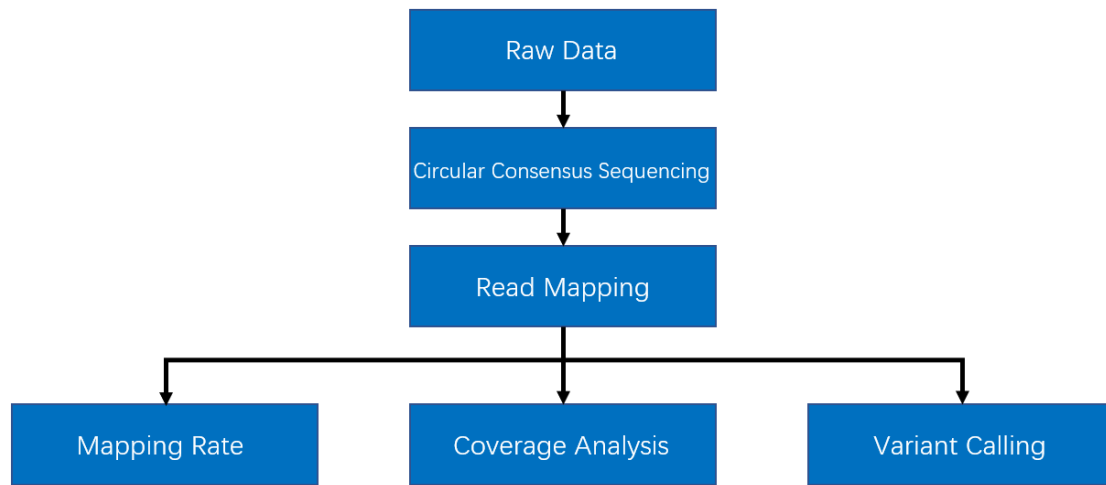 Raw Data
Circular Consensus Sequencing
Read Mapping
Mapping Rate
Coverage Analysis
Variant Calling